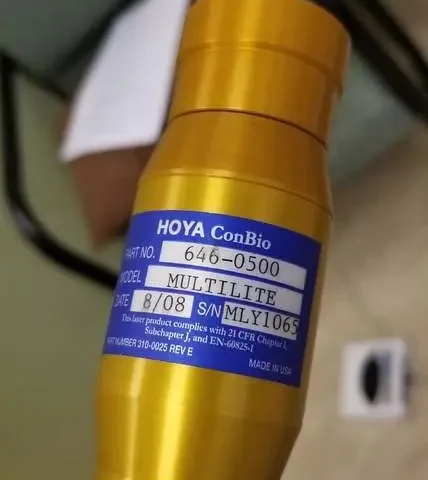 HOYA ConBio
PART NO. 646-0500
MODEL MULTILITE
DATE 8/08 S/N MLY1065
This laser product complies with 21 CFR Chapter I,
Subchapter J, and EN-60825-1
PART NUMBER 310-0025 REV E
MADE IN USA